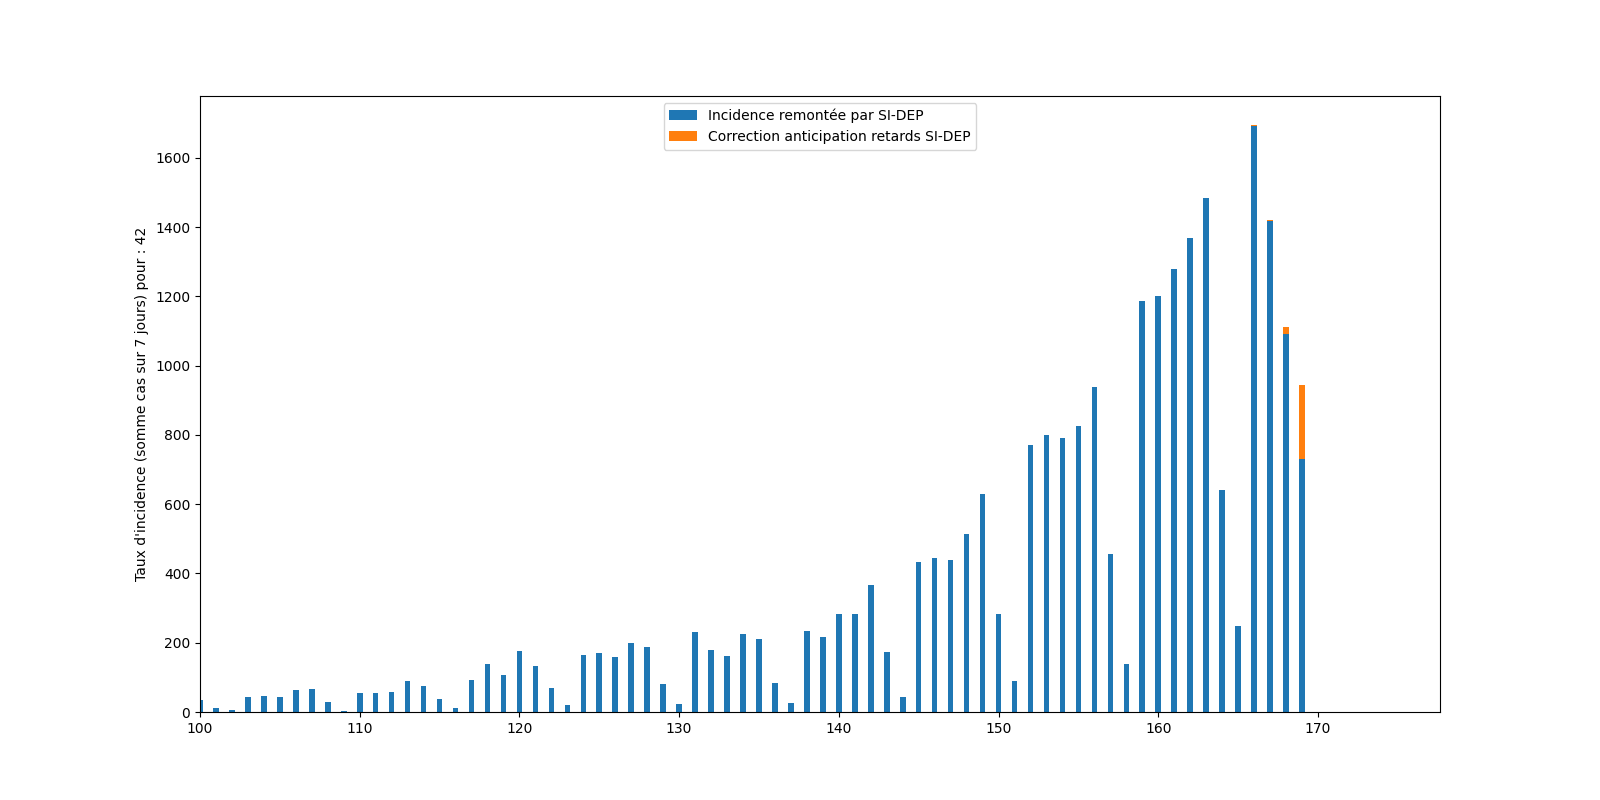 Incidence remontée par SI-DEP
Correction anticipation retards SI-DEP
Taux d'incidence (somme cas sur 7 jours) pour : 42
1600
1400
1200
1000
800
600
400
200
0
100 110 120 130 140 150 160 170